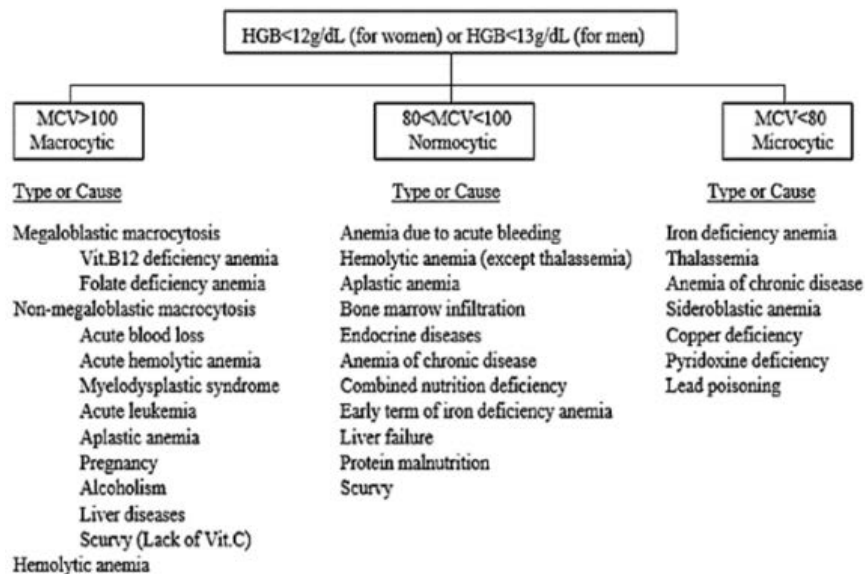 HGB<12g/dL (for women) or HGB<13g/dL (for men)
MCV>100
Macrocytic
80<MCV<100
Normocytic
MCV<80
Microcytic
Type or Cause
Megaloblastic macrocytosis
Vit.B12 deficiency anemia
Folate deficiency anemia
Non-megaloblastic macrocytosis
Acute blood loss
Acute hemolytic anemia
Myelodysplastic syndrome
Acute leukemia
Aplastic anemia
Pregnancy
Alcoholism
Liver diseases
Scurvy (Lack of Vit.C)
Hemolytic anemia
Type or Cause
Anemia due to acute bleeding
Hemolytic anemia (except thalassemia)
Aplastic anemia
Bone marrow infiltration
Endocrine diseases
Anemia of chronic disease
Combined nutrition deficiency
Early term of iron deficiency anemia
Liver failure
Protein malnutrition
Scurvy
Type or Cause
Iron deficiency anemia
Thalassemia
Anemia of chronic disease
Sideroblastic anemia
Copper deficiency
Pyridoxine deficiency
Lead poisoning